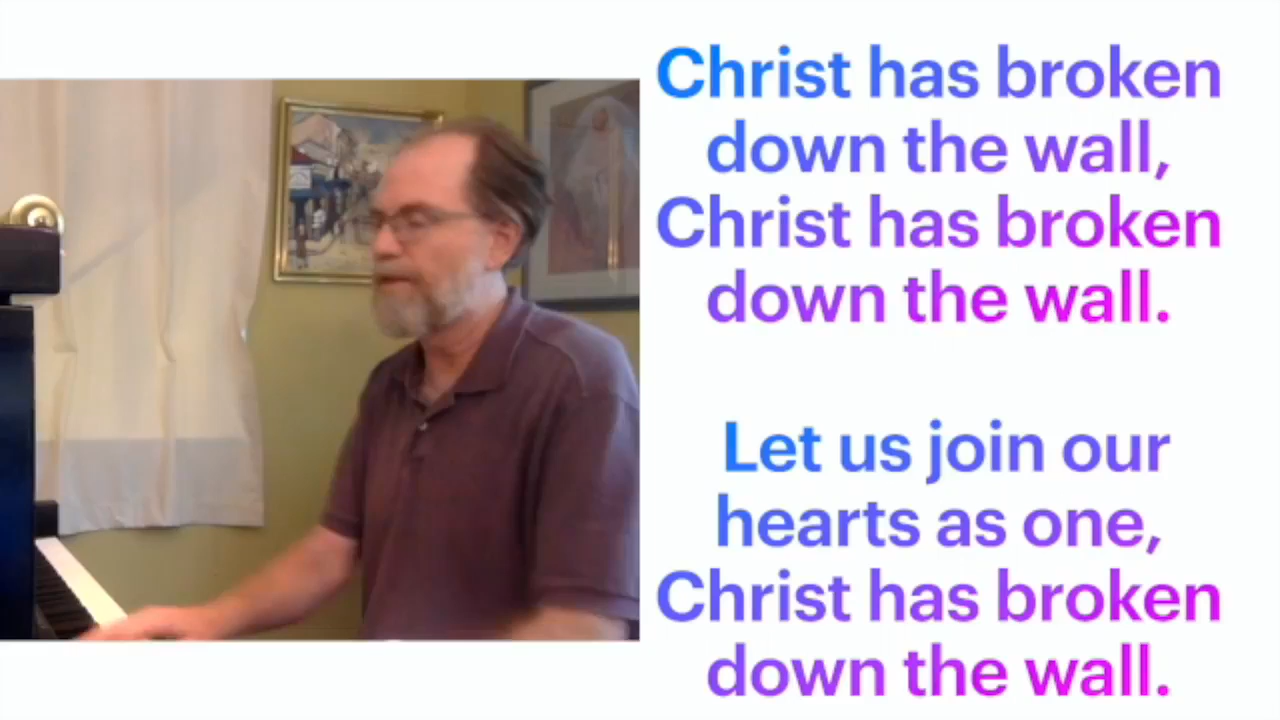 Christ has broken
down the wall,
Christ has broken
down the wall.
Let us join our
hearts as one,
Christ has broken
down the wall.